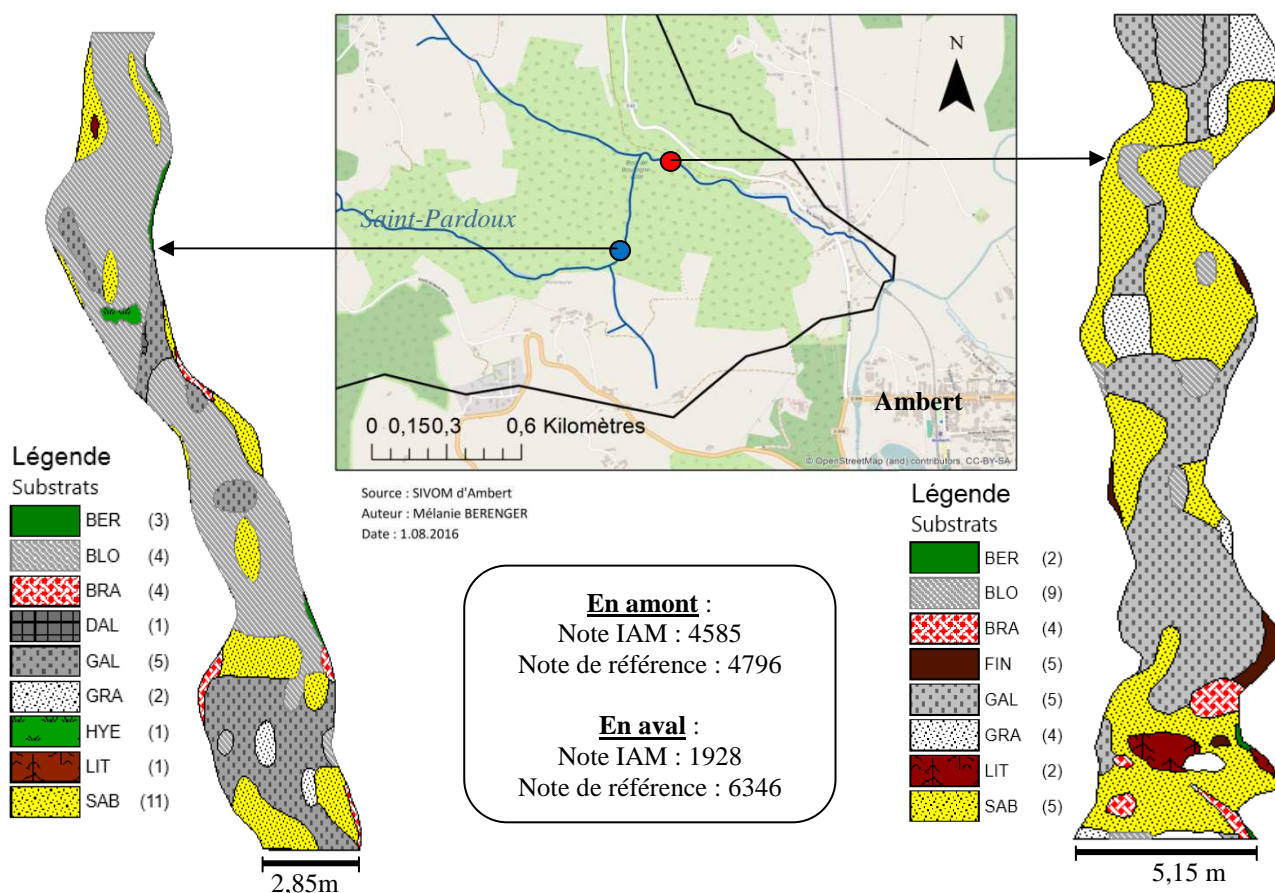 N
Saint-Pardoux
Ambert
0 0,150,3 0,6 Kilomètres
© OpenStreetMap (and) contributors, CC-BY-SA
Source : SIVOM d'Ambert
Auteur : Mélanie BERENGER
Date : 1.08.2016
Légende
Substrats
BER (3)
BLO (4)
BRA (4)
DAL (1)
GAL (5)
GRA (2)
HYE (1)
LIT (1)
SAB (11)
2,85m
En amont :
Note IAM : 4585
Note de référence : 4796
En aval :
Note IAM : 1928
Note de référence : 6346
Légende
Substrats
BER (2)
BLO (9)
BRA (4)
FIN (5)
GAL (5)
GRA (4)
LIT (2)
SAB (5)
5,15 m